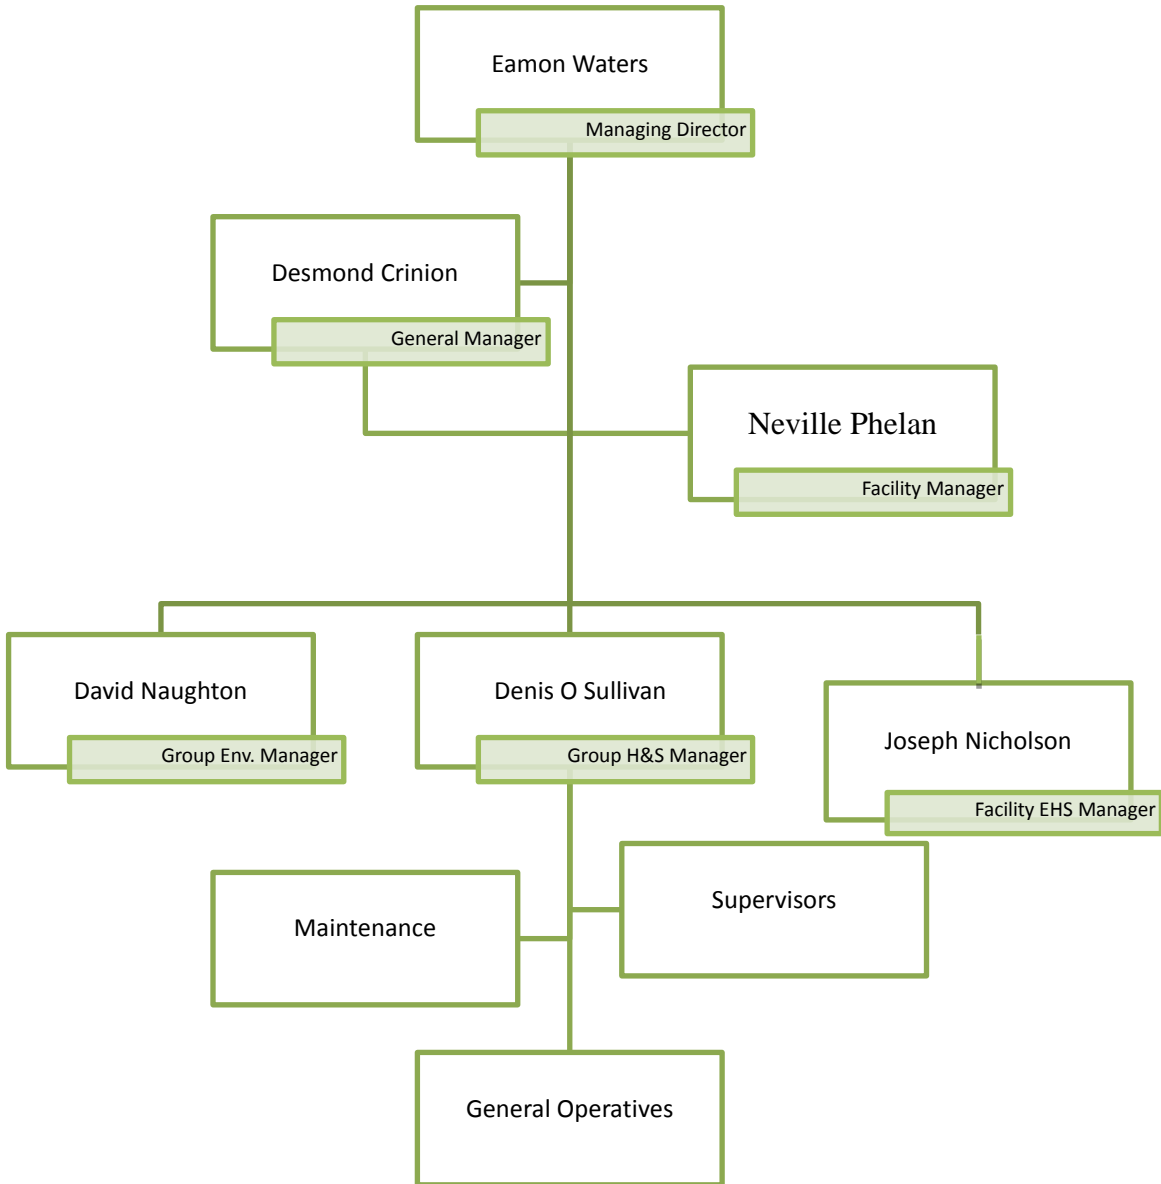 Eamon Waters
Managing Director
Desmond Crinion
General Manager
Neville Phelan
Facility Manager
David Naughton
Group Env. Manager
Denis O Sullivan
Group H&S Manager
Joseph Nicholson
Facility EHS Manager
Supervisors
Maintenance
General Operatives